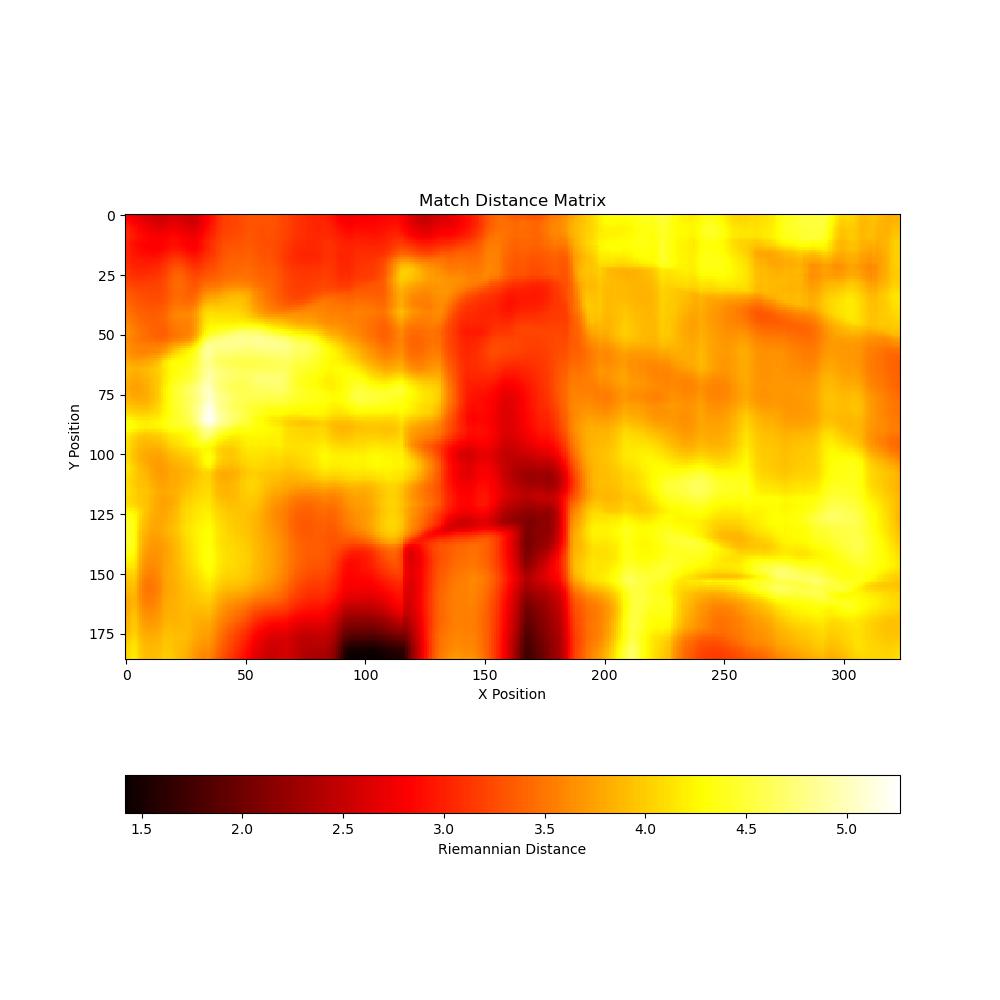 Match Distance Matrix
0
25
50
75
100
125
150
175
Y Position
0 50 100 150 200 250 300
X Position
1.5 2.0 2.5 3.0 3.5 4.0 4.5 5.0
Riemannian Distance